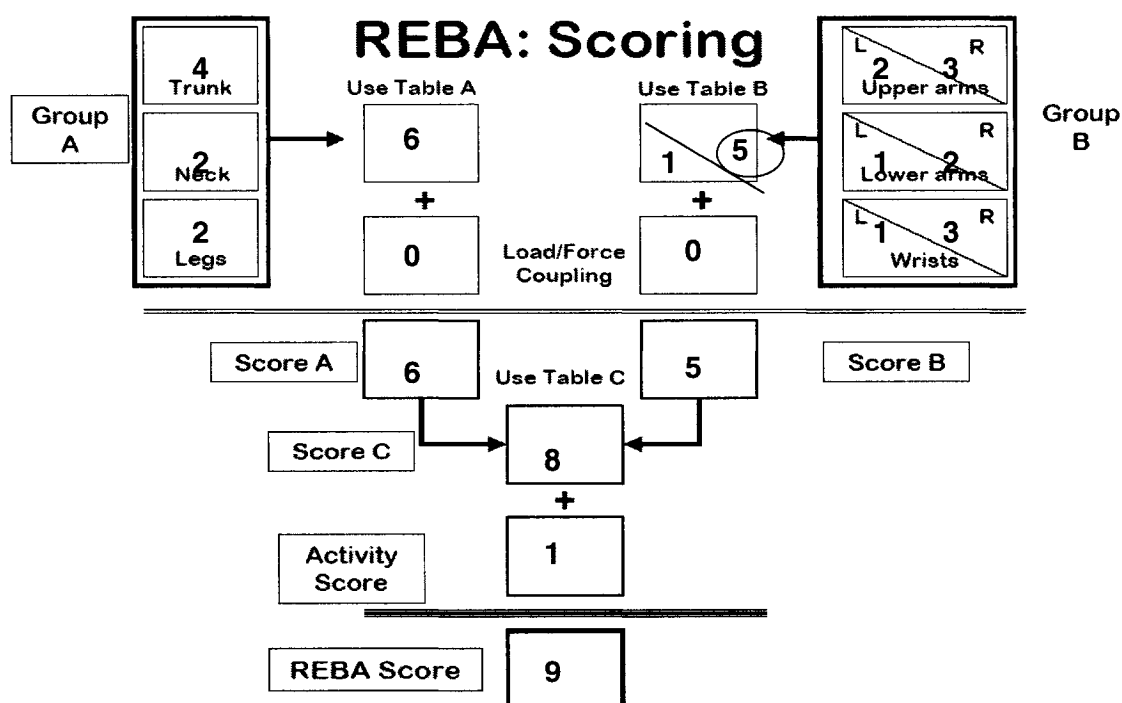 REBA: Scoring
Group
A
4
Trunk
2
Neck
2
Legs
Use Table A
6
+
0
Load/Force
Coupling
Use Table B
1 5
+
0
L R
2 3
Upper arms
L R
1 2
Lower arms
L R
1 3
Wrists
Group
B
Score A
6
Use Table C
5
Score B
Score C
8
+
Activity
Score
1
REBA Score
9